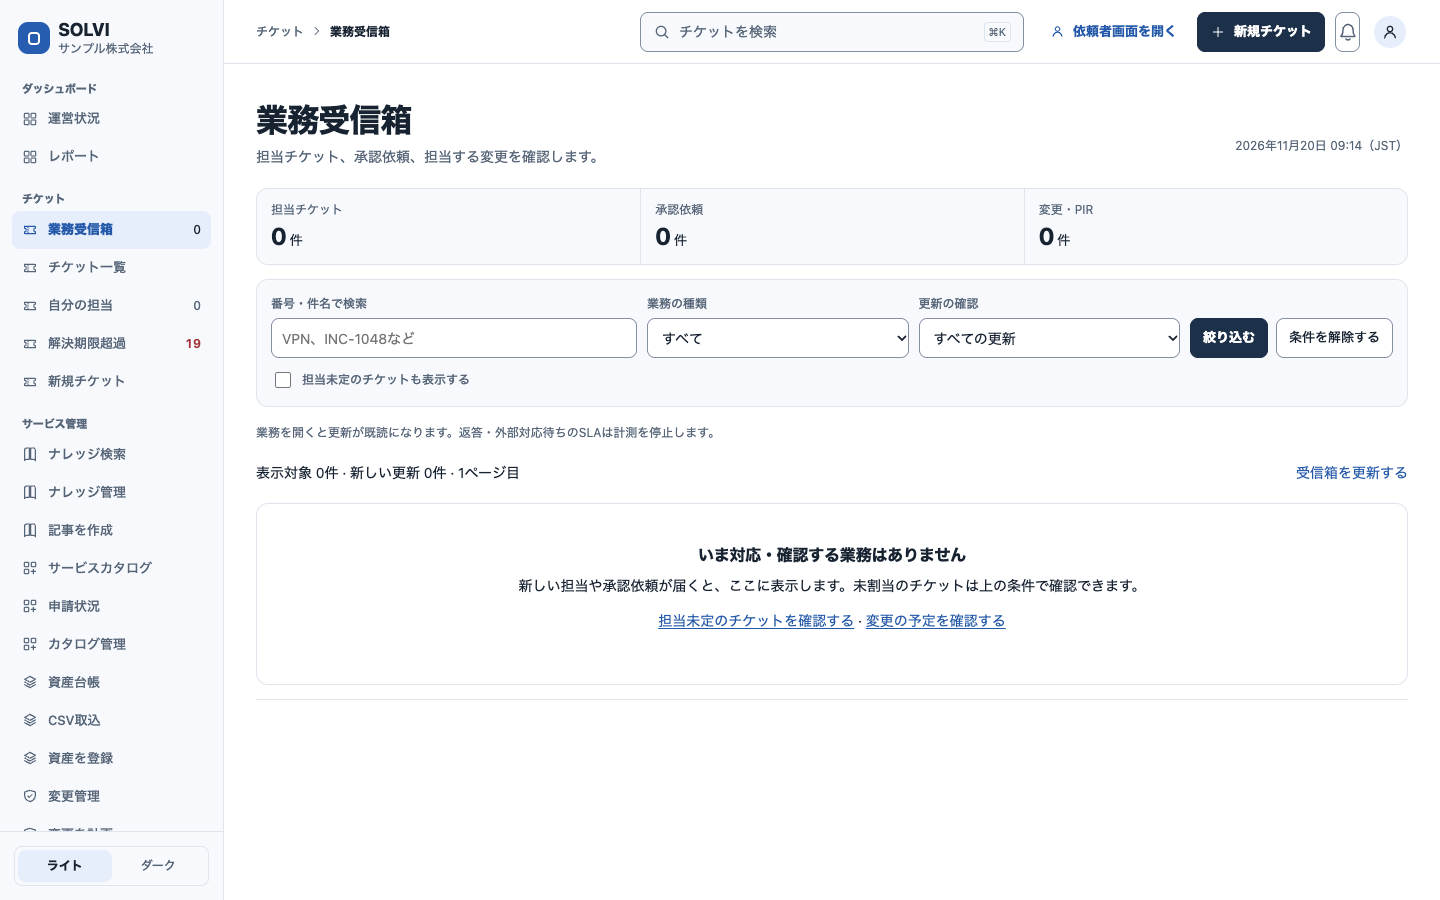 SOLVI
サンプル株式会社
ダッシュボード
運営状況
レポート
チケット
業務受信箱 0
チケット一覧
自分の担当 0
解決期限超過 19
新規チケット
サービス管理
ナレッジ検索
ナレッジ管理
記事を作成
サービスカタログ
申請状況
カタログ管理
資産台帳
CSV取込
資産を登録
変更管理
ライト ダーク
チケット 業務受信箱
チケットを検索 ⌘K
依頼者画面を開く
新規チケット
業務受信箱
担当チケット、承認依頼、担当する変更を確認します。
2026年11月20日 09:14（JST）
担当チケット
0 件
承認依頼
0 件
変更・PIR
0 件
番号・件名で検索
VPN、INC-1048など
業務の種類
すべて
更新の確認
すべての更新
絞り込む
条件を解除する
担当未定のチケットも表示する
業務を開くと更新が既読になります。返答・外部対応待ちのSLAは計測を停止します。
表示対象 0件 · 新しい更新 0件 · 1ページ目
受信箱を更新する
いま対応・確認する業務はありません
新しい担当や承認依頼が届くと、ここに表示します。未割当のチケットは上の条件で確認できます。
担当未定のチケットを確認する · 変更の予定を確認する